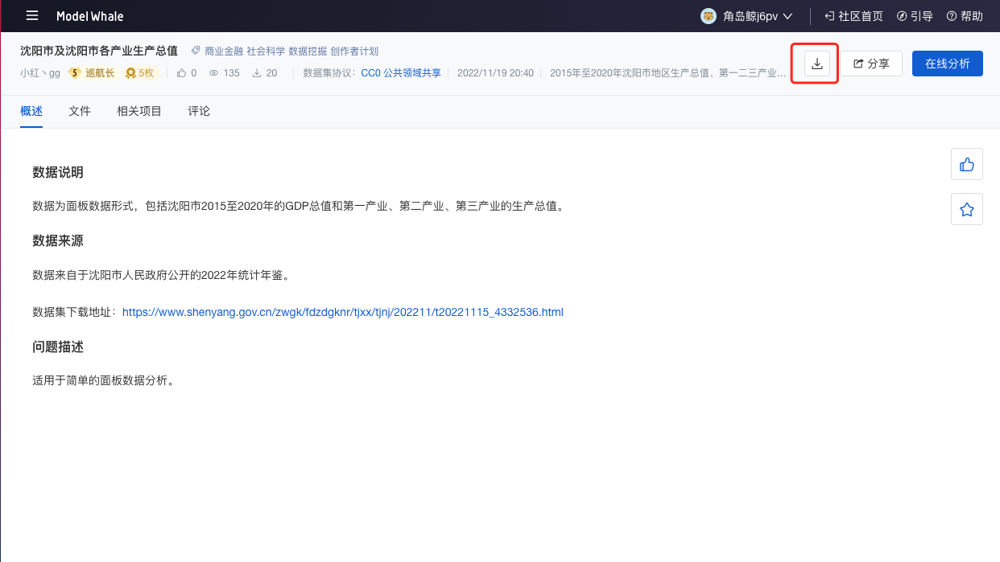 Model Whale
角岛鲸j6pv
社区首页
引导
帮助
沈阳市及沈阳市各产业生产总值
商业金融 社会科学 数据挖掘 创作者计划
小红丶gg
5 巡航长
5枚
0
135
20
数据集协议：
CC0 公共领域共享
2022/11/19 20:40
2015年至2020年沈阳市地区生产总值、第一二三产业…
分享
在线分析
概述
文件
相关项目
评论
数据说明
数据为面板数据形式，包括沈阳市2015至2020年的GDP总值和第一产业、第二产业、第三产业的生产总值。
数据来源
数据来自于沈阳市人民政府公开的2022年统计年鉴。
数据集下载地址：https://www.shenyang.gov.cn/zwgk/fdzdgknr/tjxx/tjnj/202211/t20221115_4332536.html
问题描述
适用于简单的面板数据分析。